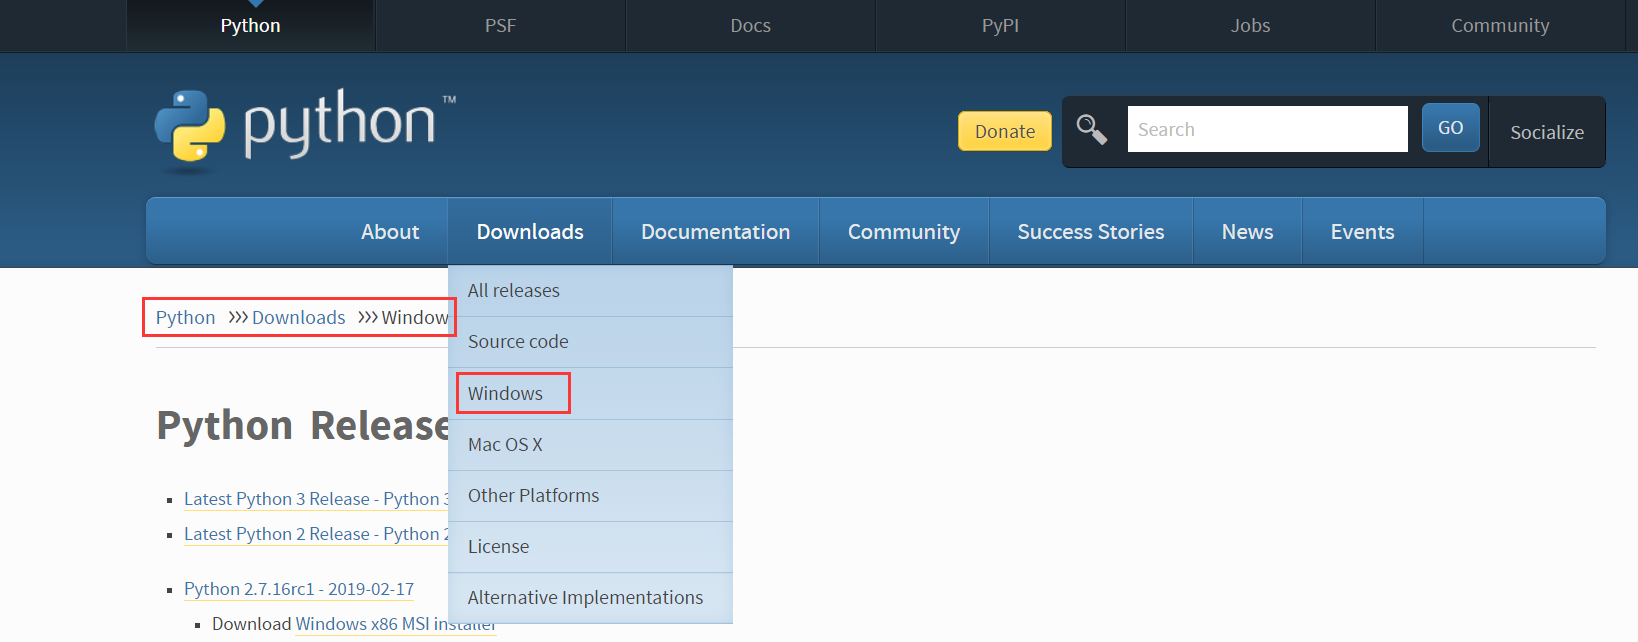 Python PSF Docs PyPI Jobs Community
python™
Donate Search GO Socialize
About Downloads Documentation Community Success Stories News Events
All releases
Python >>> Downloads >>> Window
Source code
Windows
Python Release
Mac OS X
Other Platforms
Latest Python 3 Release - Python 3
Latest Python 2 Release - Python 2
License
Python 2.7.16rc1 - 2019-02-17
Alternative Implementations
Download Windows x86 MSI installer